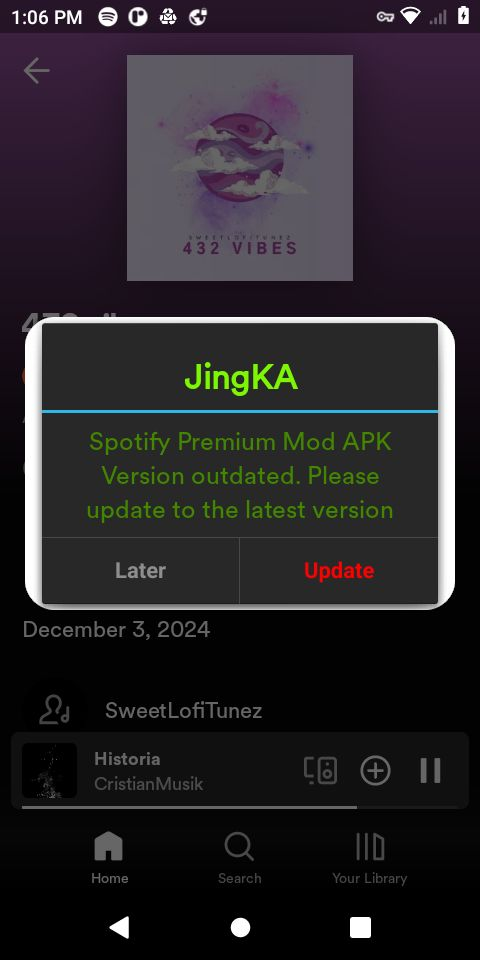 1:06 PM
SWEETLOFITUNEZ
432 VIBES
JingKA
Spotify Premium Mod APK
Version outdated. Please
update to the latest version
Later
Update
December 3, 2024
SweetLofiTunez
Historia
CristianMusik
Home
Search
Your Library